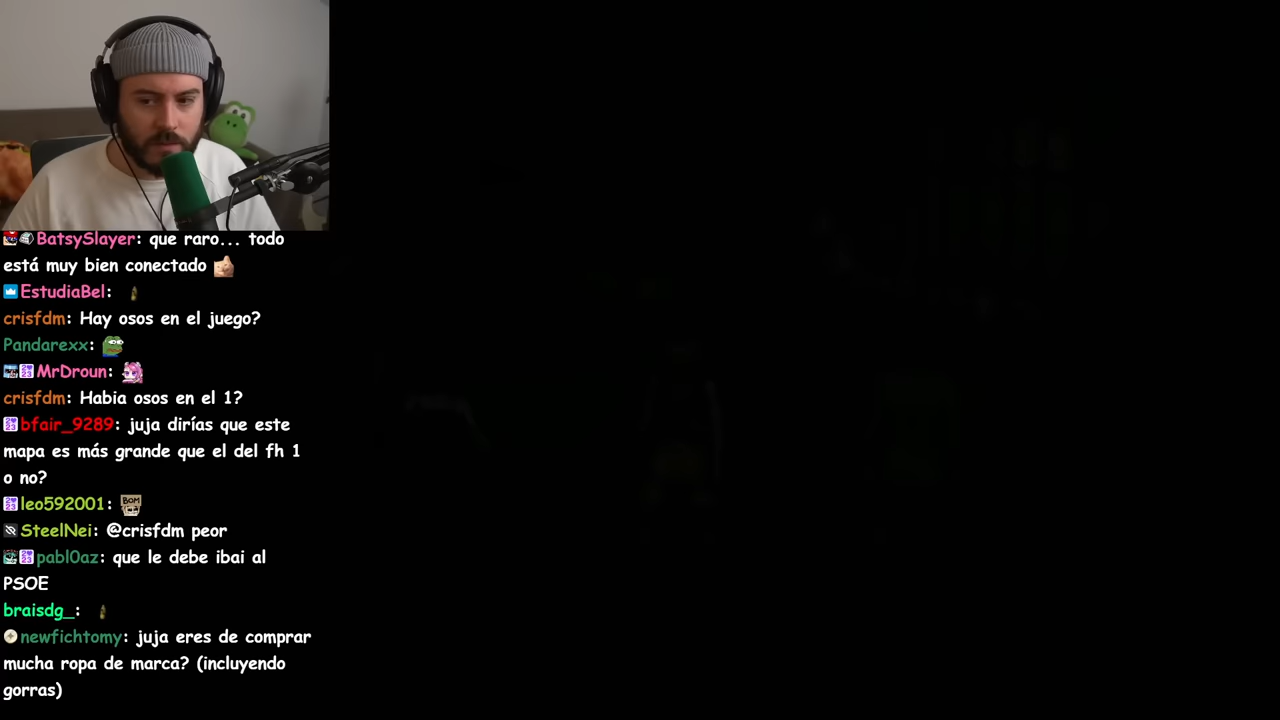 BatsySlayer: que raro... todo
está muy bien conectado
EstudiaBel:
crisfdm: Hay osos en el juego?
Pandarexx:
MrDroun:
crisfdm: Habia osos en el 1?
bfair_9289: juja dirías que este
mapa es más grande que el del fh 1
o no?
leo592001:
SteelNei: @crisfdm peor
pabl0az: que le debe ibai al
PSOE
braisdg_:
newfichtomy: juja eres de comprar
mucha ropa de marca? (incluyendo
gorras)